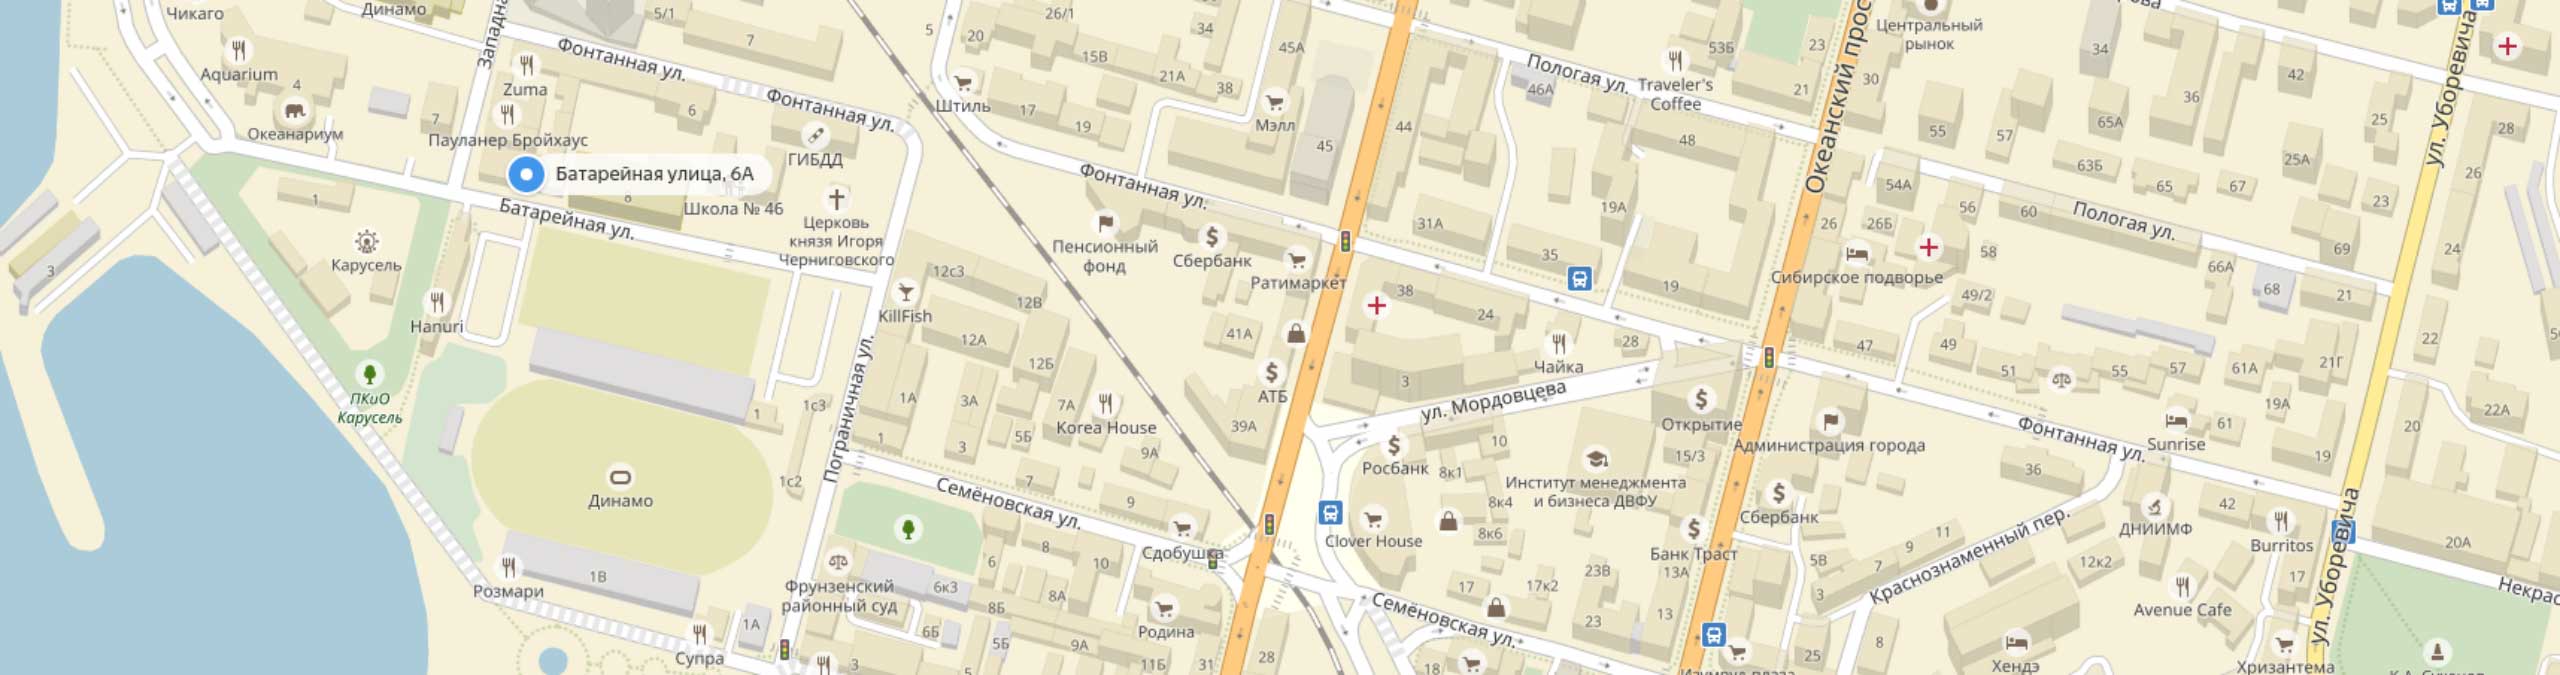 Чикаго
Динамо
5/1
7
5
20
26/1
15В
34
45А
21А
38
Штиль
17
19
Мэлл
45
44
Пологая ул.
46А
Traveler's
Coffee
53Б
23
21
48
Океанский прос
Центральный
рынок
30
34
42
36
55
57
65А
63Б
65
67
25
25А
23
28
26
24
ул. Уборевича
Aquarium
4
Океанариум
Западна
Фонтанная ул.
Zuma
7
Пауланер Бройхаус
6
Фонтанная ул.
ГИБДД
Батарейная улица, 6А
8
Школа № 46
Церковь
князя Игоря
Черниговского
Батарейная ул.
1
Карусель
3
Hanuri
ПКиО
Карусель
Динамо
1
1с3
1с2
1В
Розмари
Супра
1А
Пограничная ул.
KillFish
12с3
12В
12А
12Б
1А
3А
7А
Korea House
1
3
5Б
9А
7
9
Семёновская ул.
Сдобушка
Фрунзенский
районный суд
6к3
6
8
10
8Б
8А
6Б
5Б
9А
3
5
Родина
11Б
31
28
Фонтанная ул.
Пенсионный
фонд
Сбербанк
Ратимаркет
41А
АТБ
39А
31А
35
19А
19
38
24
Чайка
28
3
ул. Мордовцева
Росбанк
10
8к1
8к4
8к6
Clover House
Институт менеджмента
и бизнеса ДВФУ
Открытие
15/3
Банк Траст
13А
23В
17
17к2
23
13
Семёновская ул.
18
Изумруд плаза
54А
26
26Б
56
58
60
Пологая ул.
Сибирское подворье
66А
68
69
21
49/2
47
49
51
55
57
61А
21Г
19А
22
22А
Sunrise
61
19
20
Фонтанная ул.
Администрация города
Сбербанк
36
42
ДНИИМФ
Burritos
Краснознаменный пер.
5В
7
9
11
3
12к2
17
Avenue Cafe
8
25
Хендэ
Хризантема
ул. Уборевича
20А
Некрас